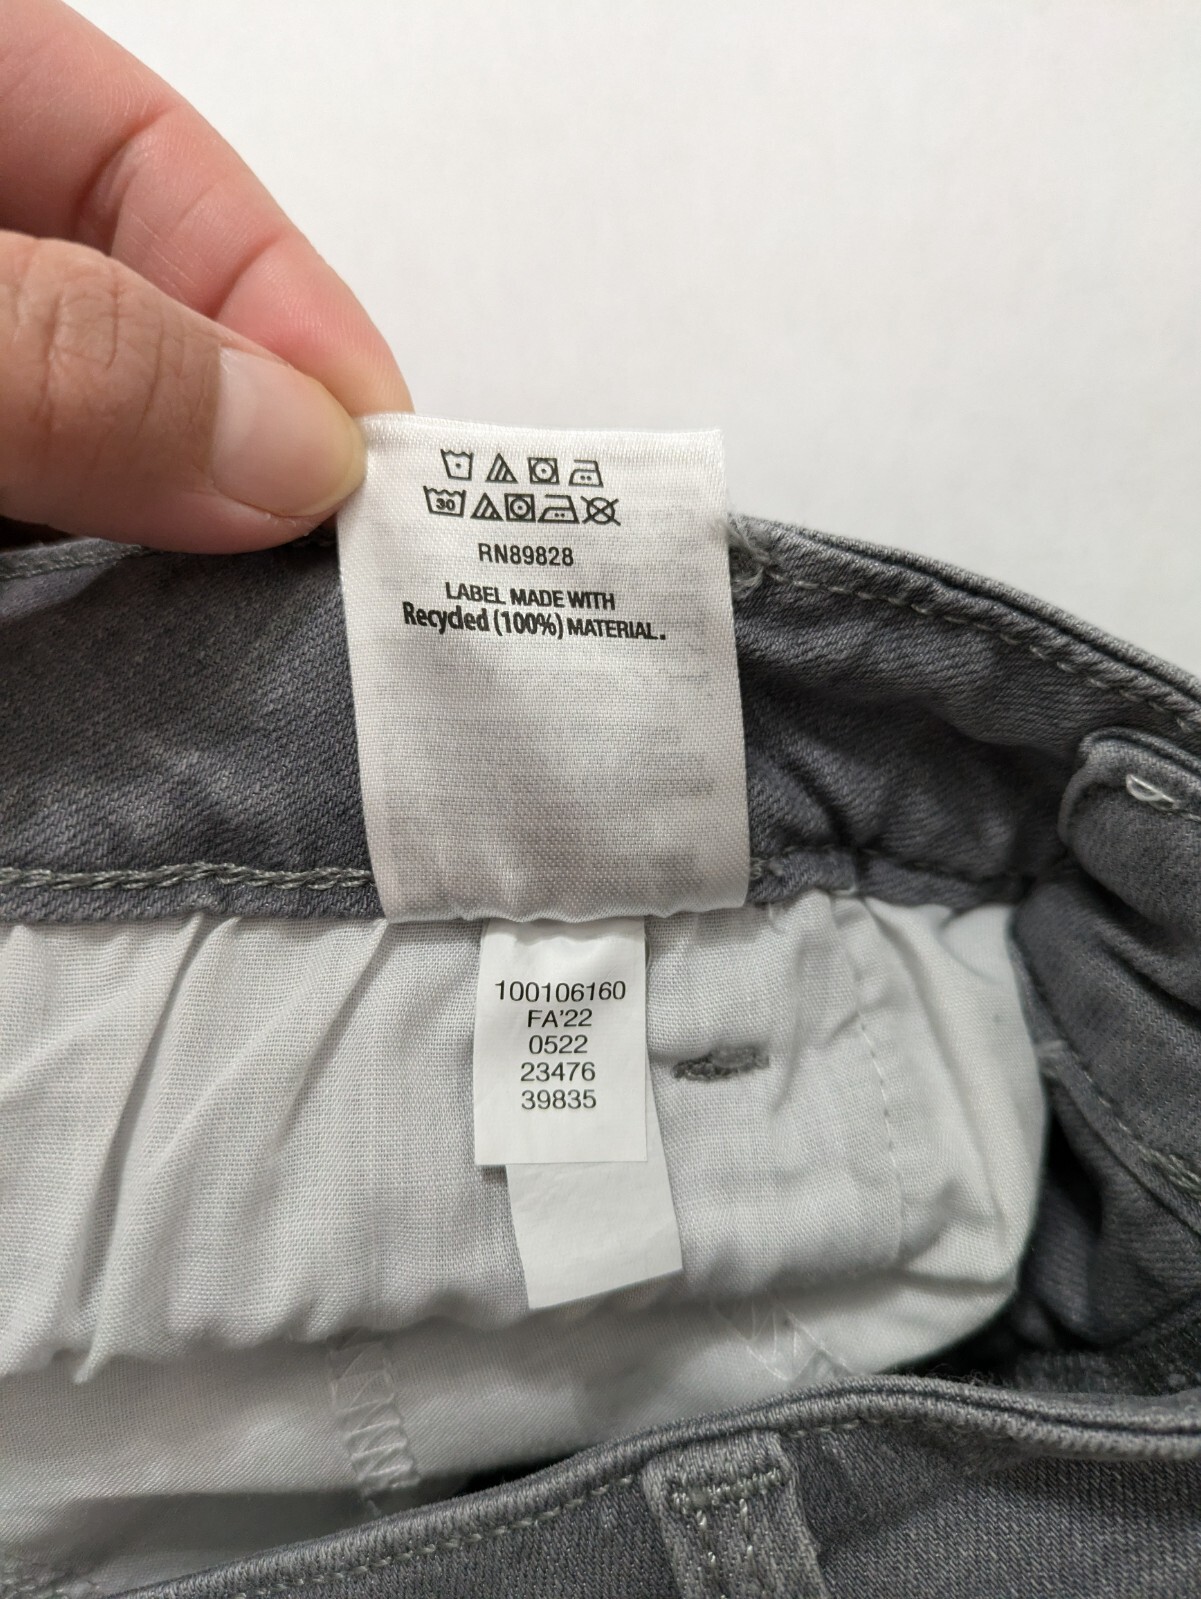 30
RN89828
LABEL MADE WITH
Recycled (100%) MATERIAL.
100106160
FA'22
0522
23476
39835